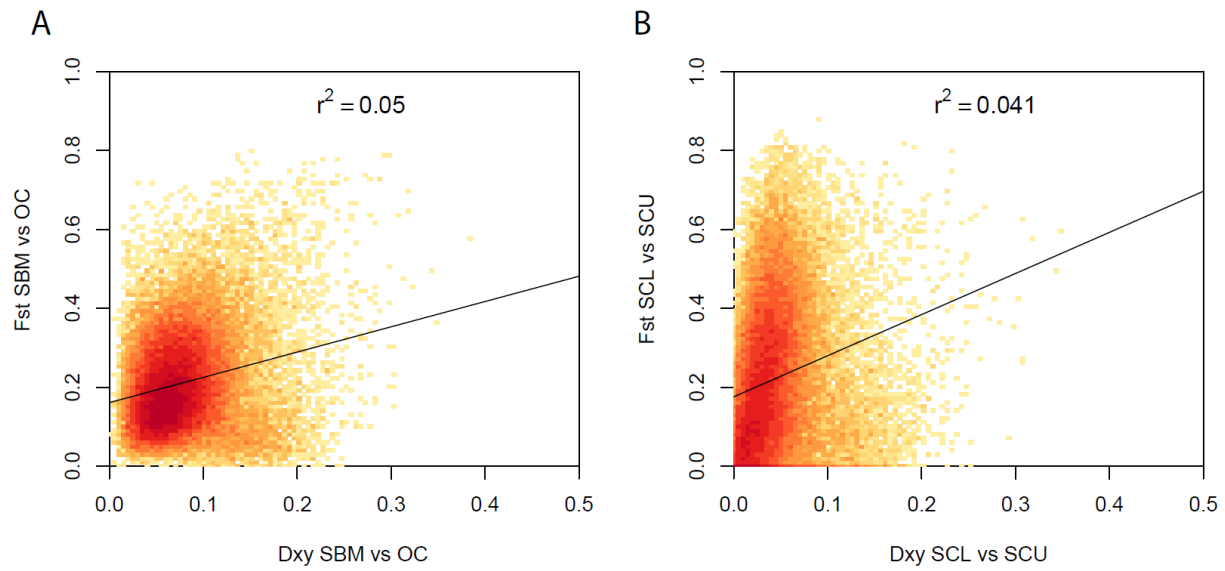 A
B
r² = 0.05
r² = 0.041
Fst SBM vs OC
1.0
0.8
0.6
0.4
0.2
0.0
0.0 0.1 0.2 0.3 0.4 0.5
Dxy SBM vs OC
Fst SCL vs SCU
1.0
0.8
0.6
0.4
0.2
0.0
0.0 0.1 0.2 0.3 0.4 0.5
Dxy SCL vs SCU